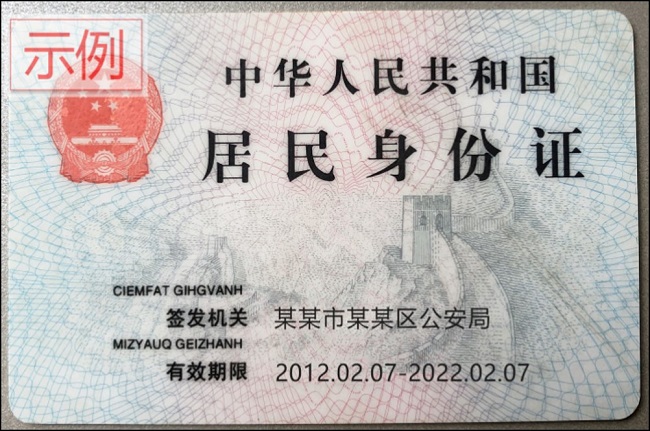 示例
中华人民共和国
居民身份证
CIEMFAT GIHGVANH
签发机关 某某市某某区公安局
MIZYAUQ GEIZHANH
有效期限 2012.02.07-2022.02.07